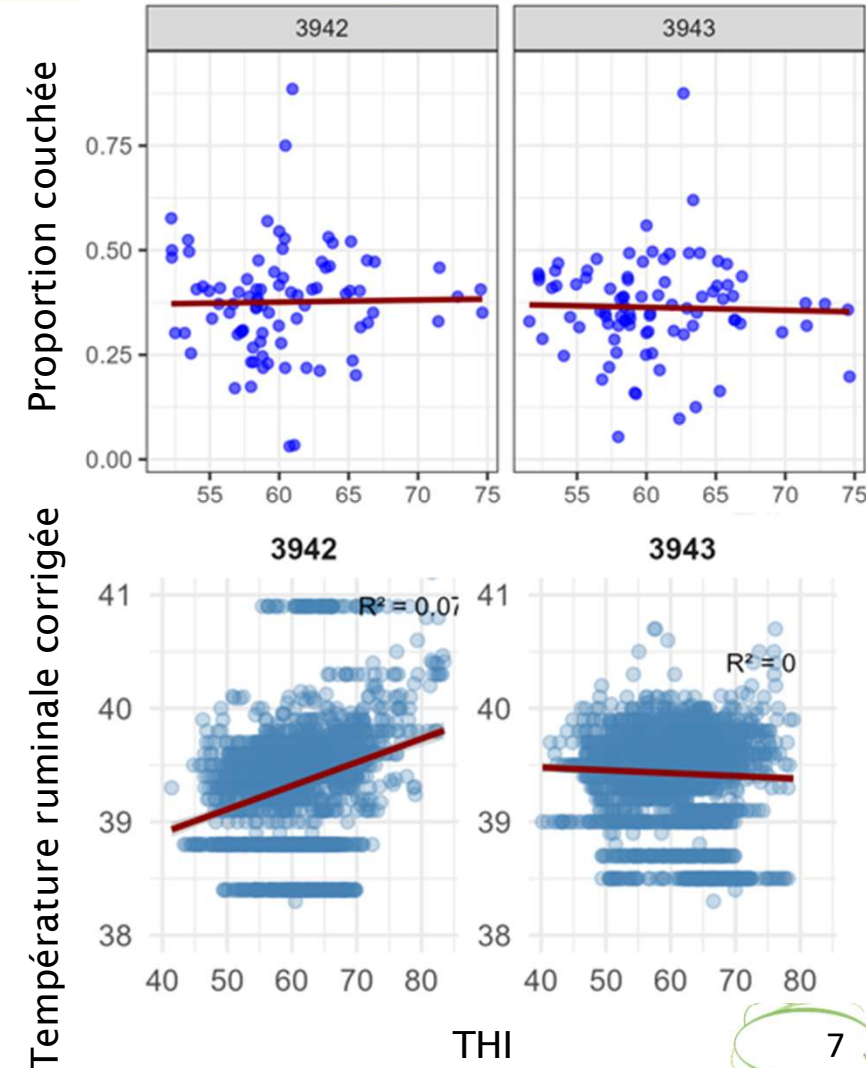 3942
3943
Proportion couchée
0.75
0.50
0.25
0.00
55 60 65 70 75
55 60 65 70 75
Température ruminale corrigée
3942
3943
41
40
39
38
R² = 0.07
40 50 60 70 80
41
40
39
38
R² = 0
40 50 60 70 80
THI
7